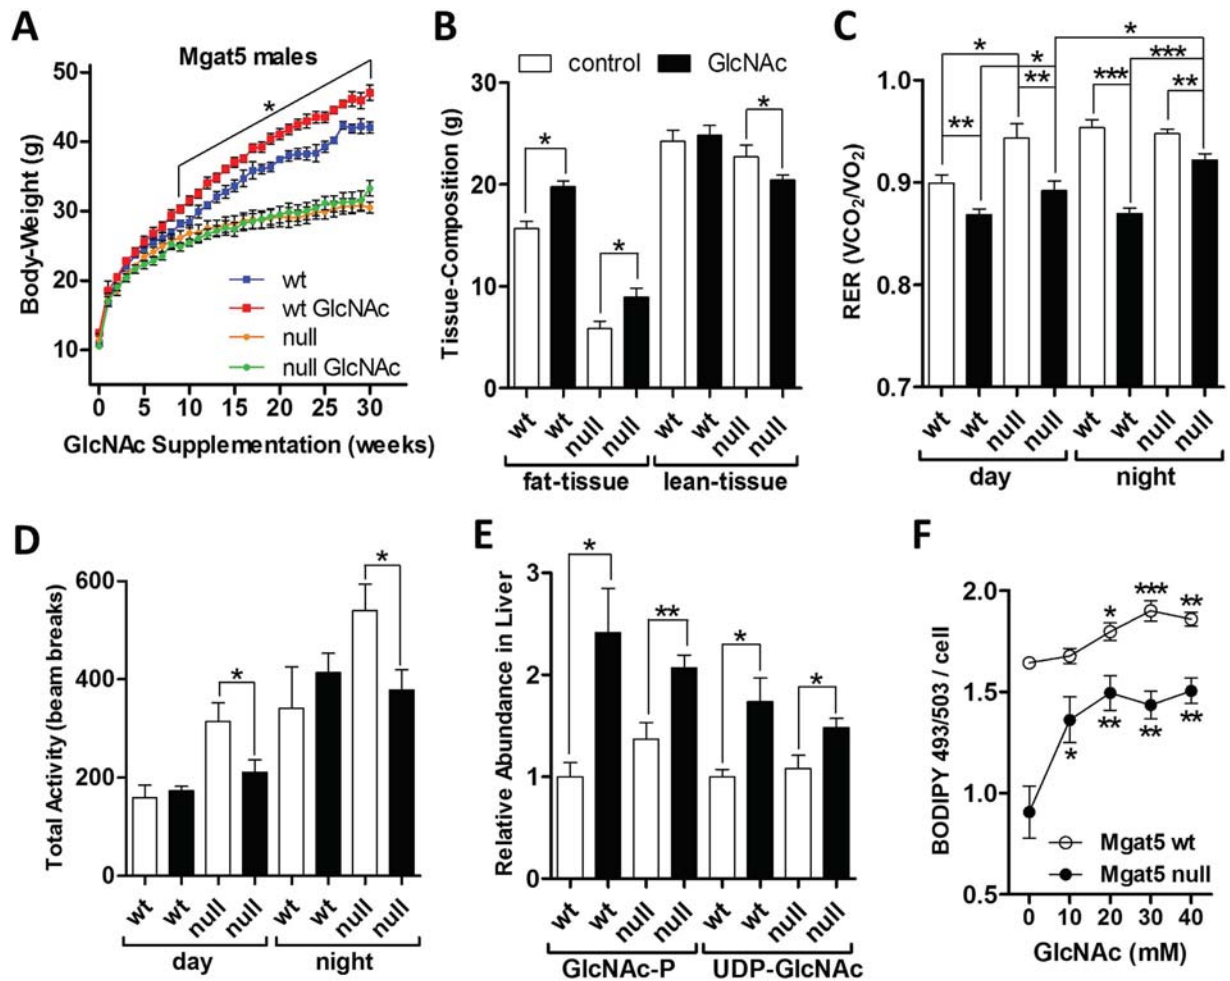 A
Mgat5 males
*
Body-Weight (g)
50
40
30
20
10
wt
wt GlcNAc
null
null GlcNAc
0 5 10 15 20 25 30
GlcNAc Supplementation (weeks)
B
control GlcNAc
Tissue-Composition (g)
30
20
10
0
*
*
*
wt wt null null wt wt null null
fat-tissue lean-tissue
C
RER (VCO2/VO2)
1.0
0.9
0.8
0.7
*
* *
***
** *** **
**
wt wt null null wt wt null null
day night
D
Total Activity (beam breaks)
600
400
200
0
*
*
wt wt null null wt wt null null
day night
E
Relative Abundance in Liver
3
2
1
0
*
**
*
*
wt wt null null wt wt null null
GlcNAc-P UDP-GlcNAc
F
BODIPY 493/503 / cell
2.0
1.5
1.0
0.5
* *** **
* ** ** **
Mgat5 wt
Mgat5 null
0 10 20 30 40
GlcNAc (mM)